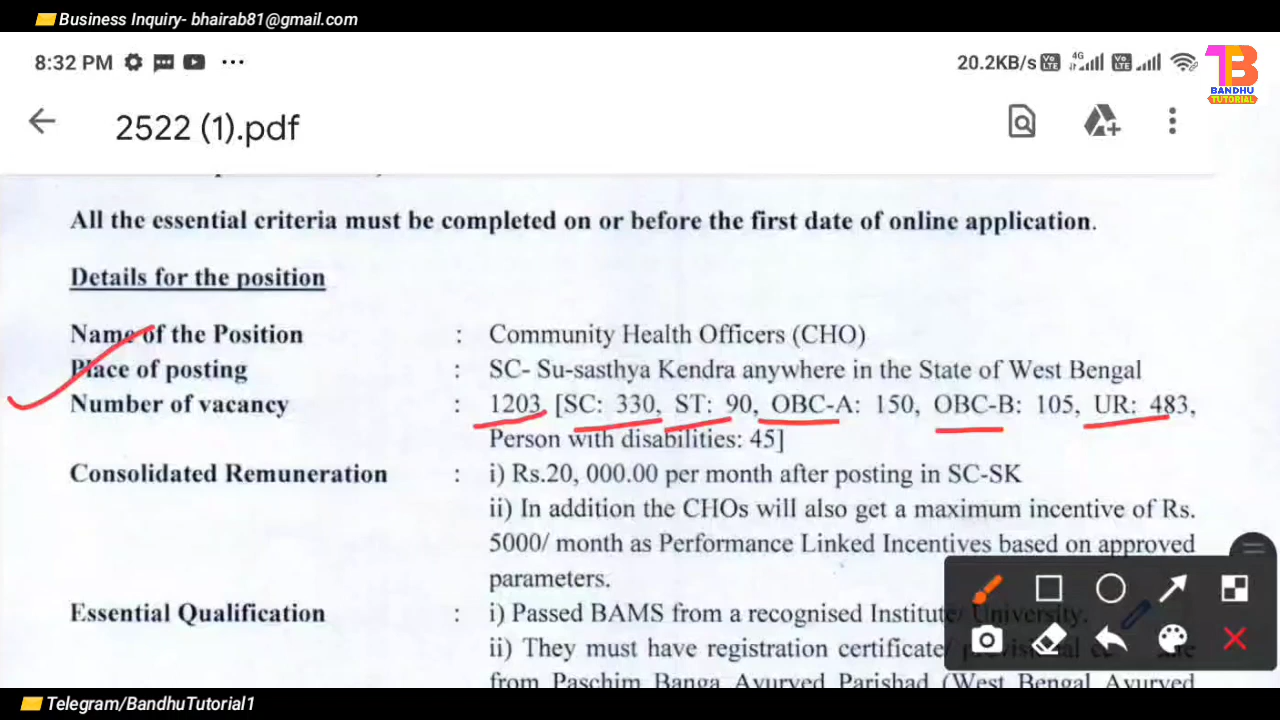 Business Inquiry- bhairab81@gmail.com
8:32 PM ... 20.2KB/s Vo LTE 4G Vo LTE
TB
BANDHU
TUTORIAL
2522 (1).pdf
All the essential criteria must be completed on or before the first date of online application.
Details for the position
Name of the Position : Community Health Officers (CHO)
Place of posting : SC- Su-sasthya Kendra anywhere in the State of West Bengal
Number of vacancy : 1203 [SC: 330, ST: 90, OBC-A: 150, OBC-B: 105, UR: 483,
Person with disabilities: 45]
Consolidated Remuneration : i) Rs.20, 000.00 per month after posting in SC-SK
ii) In addition the CHOs will also get a maximum incentive of Rs.
5000/ month as Performance Linked Incentives based on approved
parameters.
Essential Qualification : i) Passed BAMS from a recognised Institute/ University.
ii) They must have registration certificate/
from Paschim Banga Ayurved Parishad (West Bengal Ayurved
Telegram/BandhuTutorial1